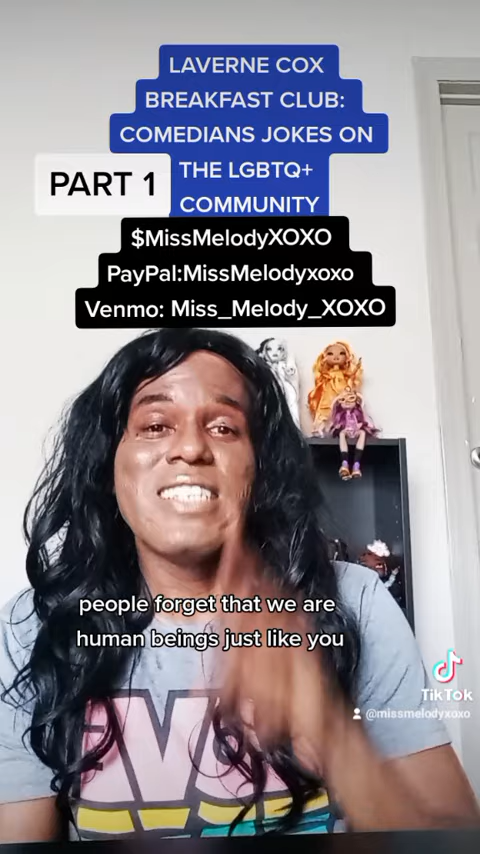 LAVERNE COX
BREAKFAST CLUB:
COMEDIANS JOKES ON
THE LGBTQ+
COMMUNITY
PART 1
$MissMelodyXOXO
PayPal:MissMelodyxoxo
Venmo: Miss_Melody_XOXO
people forget that we are
human beings just like you
TikTok
@missmelodyxoxo